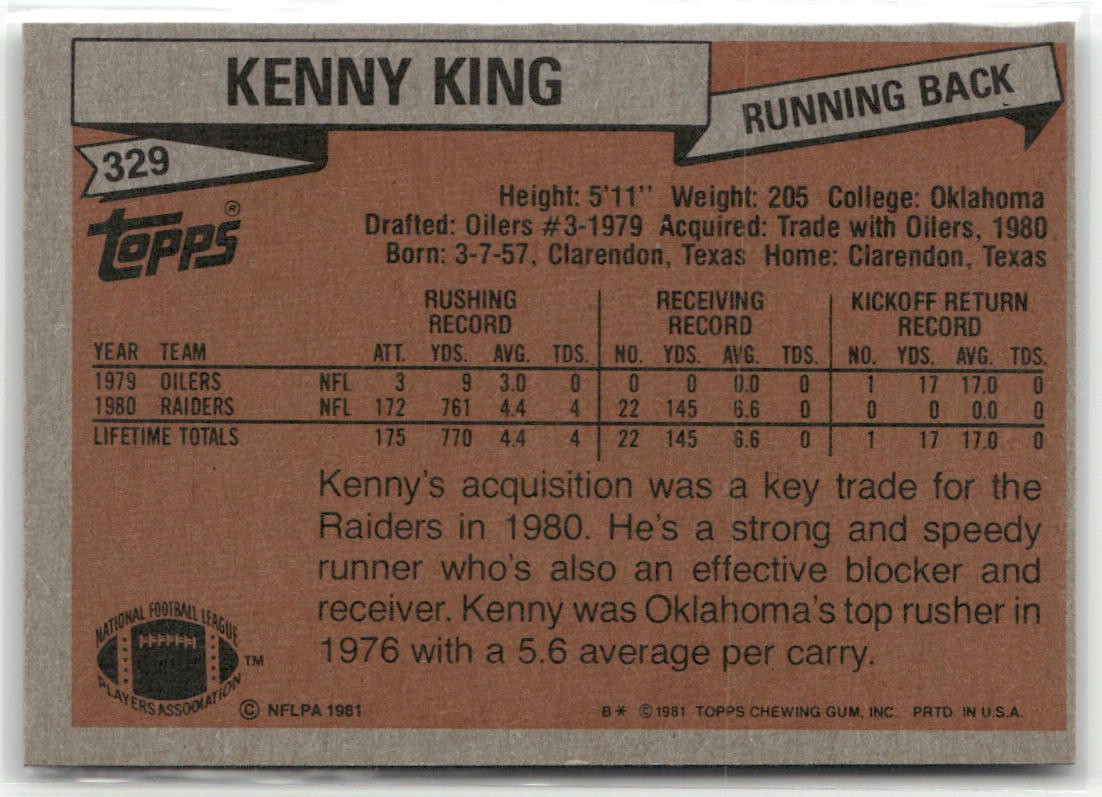 KENNY KING
RUNNING BACK
329
TOPPS®
Height: 5'11'' Weight: 205 College: Oklahoma
Drafted: Oilers #3-1979 Acquired: Trade with Oilers, 1980
Born: 3-7-57, Clarendon, Texas Home: Clarendon, Texas
RUSHING RECORD RECEIVING RECORD KICKOFF RETURN RECORD
YEAR TEAM ATT. YDS. AVG. TDS. NO. YDS. AVG. TDS. NO. YDS. AVG. TDS.
1979 OILERS NFL 3 9 3.0 0 0 0 0.0 0 1 17 17.0 0
1980 RAIDERS NFL 172 761 4.4 4 22 145 6.6 0 0 0 0.0 0
LIFETIME TOTALS 175 770 4.4 4 22 145 6.6 0 1 17 17.0 0
Kenny's acquisition was a key trade for the
Raiders in 1980. He's a strong and speedy
runner who's also an effective blocker and
receiver. Kenny was Oklahoma's top rusher in
1976 with a 5.6 average per carry.
NATIONAL FOOTBALL LEAGUE
PLAYERS ASSOCIATION
TM
© NFLPA 1981
B* ©1981 TOPPS CHEWING GUM, INC. PRTD. IN U.S.A.